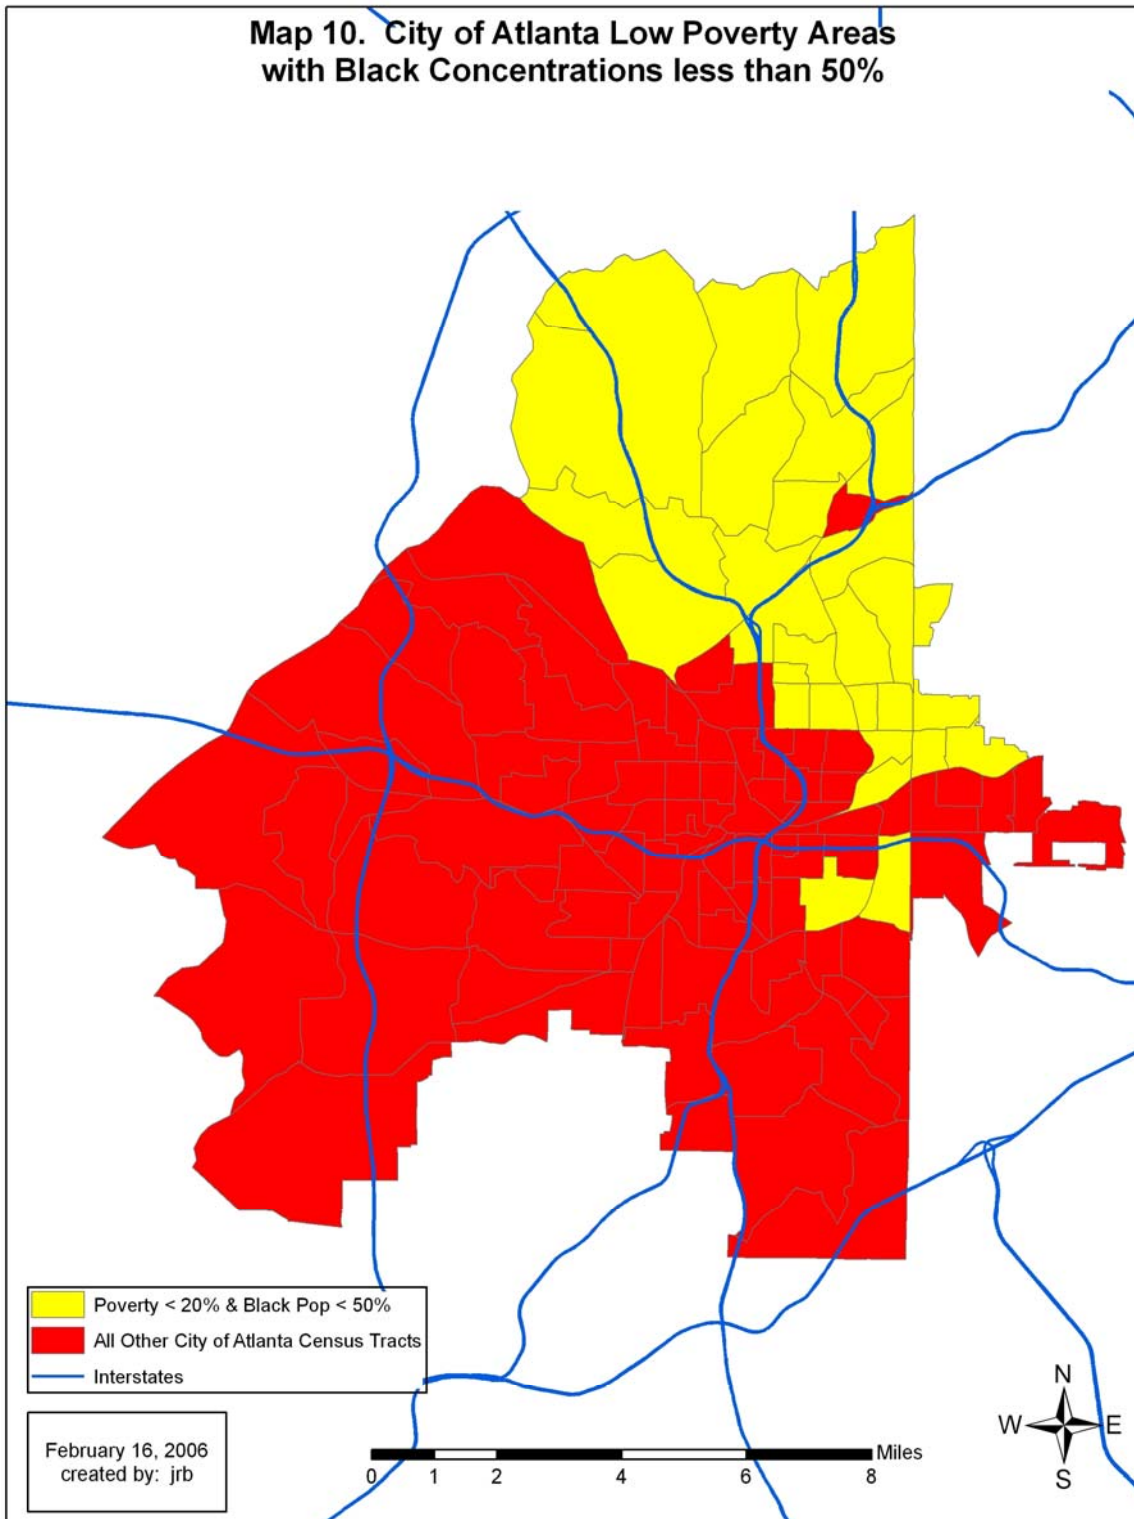 Map 10.  City of Atlanta Low Poverty Areas
with Black Concentrations less than 50%
Poverty < 20% & Black Pop < 50%
All Other City of Atlanta Census Tracts
Interstates
February 16, 2006
created by:  jrb
0 1 2 4 6 8 Miles
N
W E
S